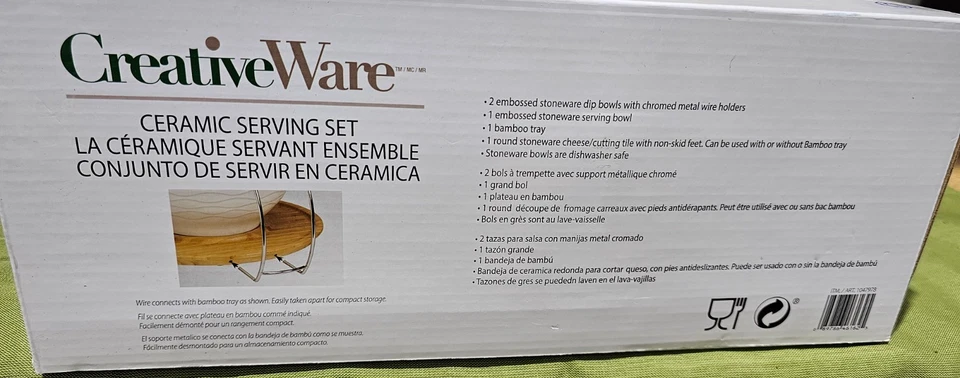 CreativeWare™ / MC / MR
CERAMIC SERVING SET
LA CÉRAMIQUE SERVANT ENSEMBLE
CONJUNTO DE SERVIR EN CERAMICA
Wire connects with bamboo tray as shown. Easily taken apart for compact storage.
Fil se connecte avec plateau en bambou commé indiqué.
Facilement démonté pour un rangement compact.
El soporte metalico se conecta con la bandeja de bambú como se muestra.
Fácilmente desmontado para un almacenamiento compacto.
• 2 embossed stoneware dip bowls with chromed metal wire holders
• 1 embossed stoneware serving bowl
• 1 bamboo tray
• 1 round stoneware cheese/cutting tile with non-skid feet. Can be used with or without Bamboo tray
• Stoneware bowls are dishwasher safe
• 2 bols à trempette avec support métallique chromé
• 1 grand bol
• 1 plateau en bambou
• 1 round découpe de fromage carreaux avec pieds antidérapants. Peut être utilisé avec ou sans bac bambou
• Bols en grès sont au lave-vaisselle
• 2 tazas para salsa con manijas metal cromado
• 1 tazón grande
• 1 bandeja de bambú
• Bandeja de ceramica redonda para cortar queso, con pies antideslizantes. Puede ser usado con o sin la bandeja de bambú
• Tazones de gres se puededn laven en el lava-vajillas
®